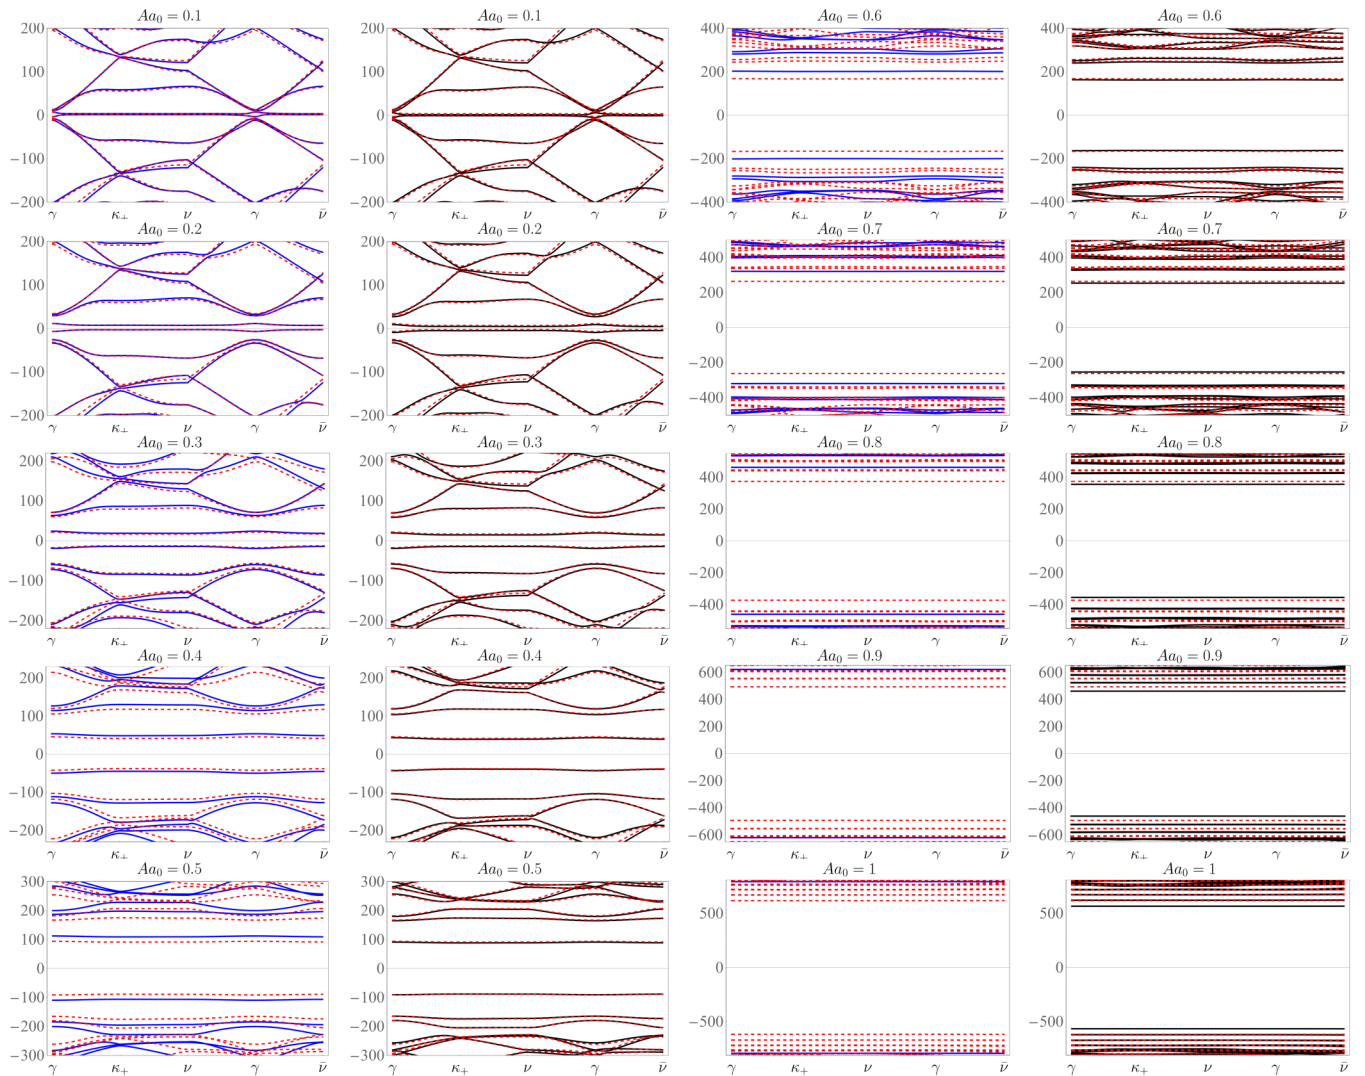 Aa₀ = 0.1 Aa₀ = 0.1 Aa₀ = 0.6 Aa₀ = 0.6
200 200 400 400
100 100 200 200
0 0 0 0
−100 −100 −200 −200
−200 −200 −400 −400
γ κ₊ ν γ ν̄ γ κ₊ ν γ ν̄ γ κ₊ ν γ ν̄ γ κ₊ ν γ ν̄
Aa₀ = 0.2 Aa₀ = 0.2 Aa₀ = 0.7 Aa₀ = 0.7
200 200 400 400
100 100 200 200
0 0 0 0
−100 −100 −200 −200
−200 −200 −400 −400
γ κ₊ ν γ ν̄ γ κ₊ ν γ ν̄ γ κ₊ ν γ ν̄ γ κ₊ ν γ ν̄
Aa₀ = 0.3 Aa₀ = 0.3 Aa₀ = 0.8 Aa₀ = 0.8
200 200 400 400
100 100 200 200
0 0 0 0
−100 −100 −200 −200
−200 −200 −400 −400
γ κ₊ ν γ ν̄ γ κ₊ ν γ ν̄ γ κ₊ ν γ ν̄ γ κ₊ ν γ ν̄
Aa₀ = 0.4 Aa₀ = 0.4 Aa₀ = 0.9 Aa₀ = 0.9
200 200 600 600
100 100 400 400
0 0 200 200
−100 −100 0 0
−200 −200 −200 −200
−400 −400
−600 −600
γ κ₊ ν γ ν̄ γ κ₊ ν γ ν̄ γ κ₊ ν γ ν̄ γ κ₊ ν γ ν̄
Aa₀ = 0.5 Aa₀ = 0.5 Aa₀ = 1 Aa₀ = 1
300 300 500 500
200 200 0 0
100 100 −500 −500
0 0
−100 −100
−200 −200
−300 −300
γ κ₊ ν γ ν̄ γ κ₊ ν γ ν̄ γ κ₊ ν γ ν̄ γ κ₊ ν γ ν̄